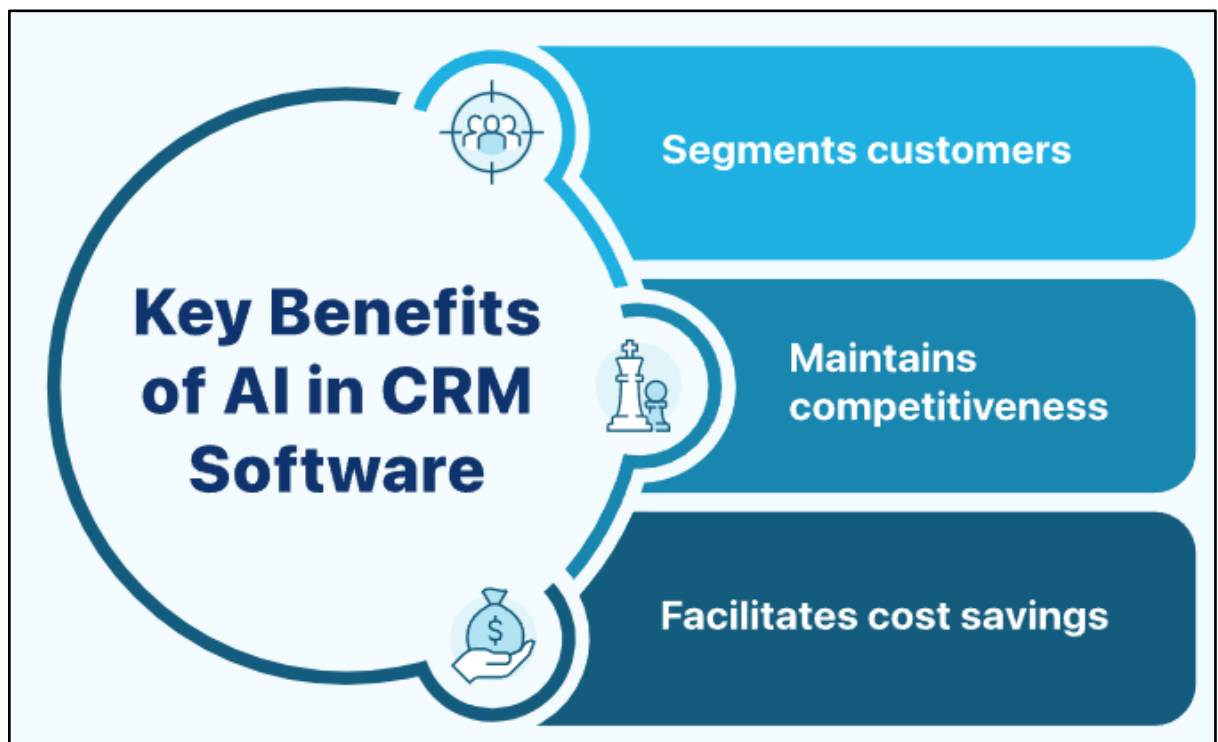 Key Benefits
of AI in CRM
Software
Segments customers
Maintains
competitiveness
Facilitates cost savings